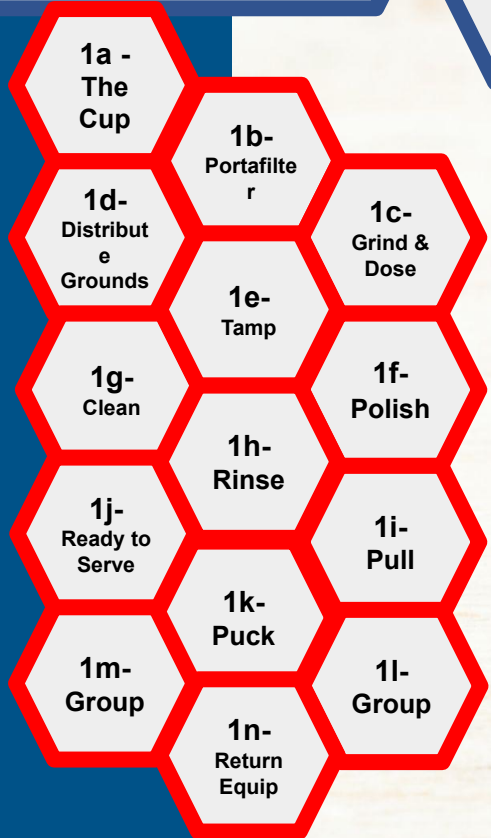 1a -
The
Cup
1b-
Portafilte
r
1c-
Grind &
Dose
1d-
Distribut
e
Grounds
1e-
Tamp
1f-
Polish
1g-
Clean
1h-
Rinse
1i-
Pull
1j-
Ready to
Serve
1k-
Puck
1l-
Group
1m-
Group
1n-
Return
Equip